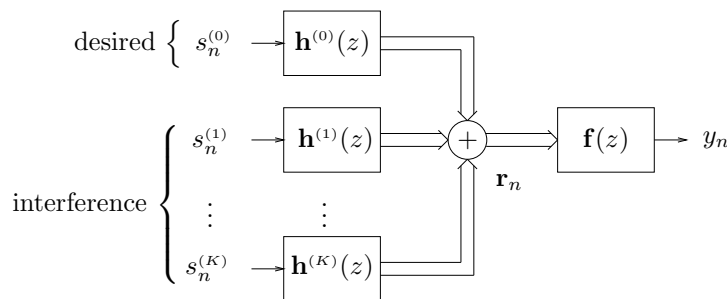 desired { s_n^{(0)} h^{(0)}(z)
interference { s_n^{(1)} h^{(1)}(z) + f(z) y_n
r_n
⋮ ⋮
s_n^{(K)} h^{(K)}(z)